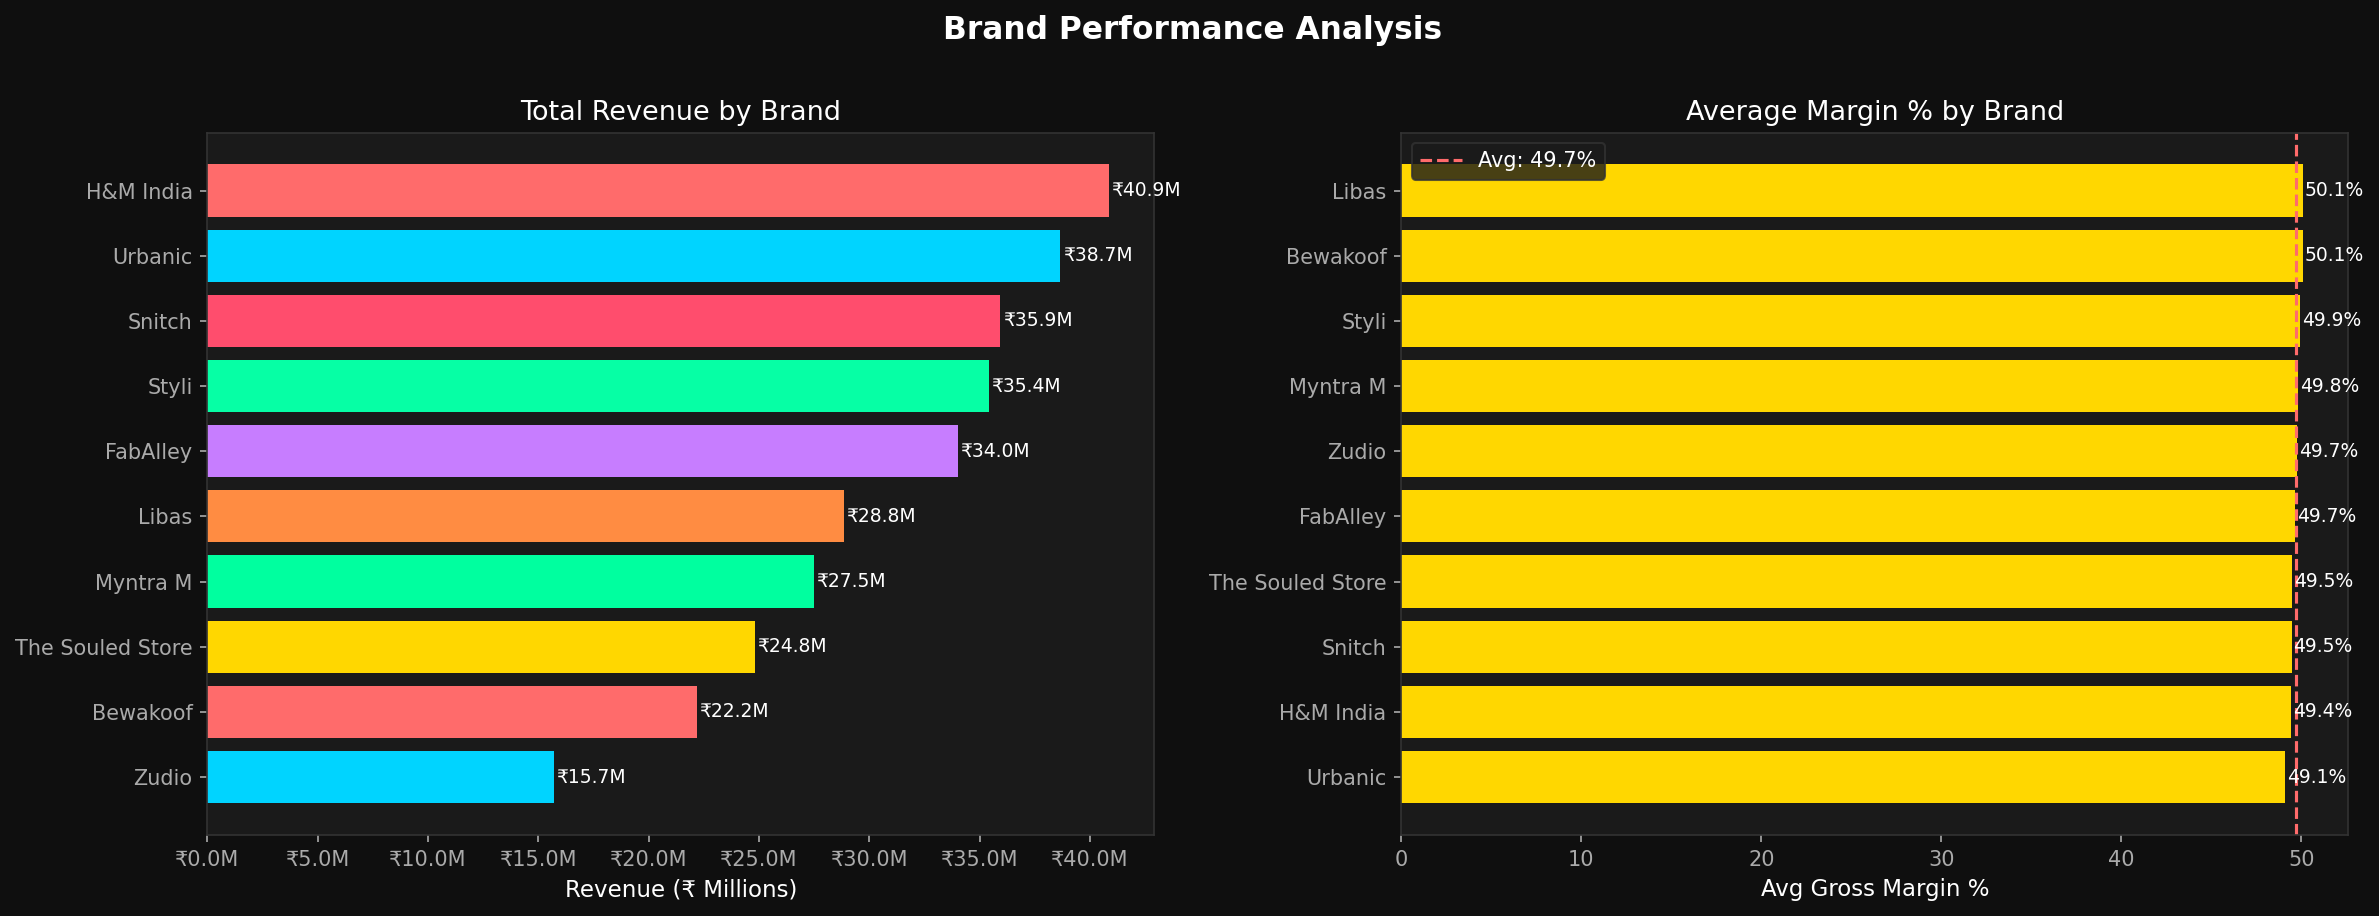 Brand Performance Analysis
Total Revenue by Brand
H&M India
₹40.9M
Urbanic
₹38.7M
Snitch
₹35.9M
Styli
₹35.4M
FabAlley
₹34.0M
Libas
₹28.8M
Myntra M
₹27.5M
The Souled Store
₹24.8M
Bewakoof
₹22.2M
Zudio
₹15.7M
₹0.0M ₹5.0M ₹10.0M ₹15.0M ₹20.0M ₹25.0M ₹30.0M ₹35.0M ₹40.0M
Revenue (₹ Millions)
Average Margin % by Brand
Avg: 49.7%
Libas
50.1%
Bewakoof
50.1%
Styli
49.9%
Myntra M
49.8%
Zudio
49.7%
FabAlley
49.7%
The Souled Store
49.5%
Snitch
49.5%
H&M India
49.4%
Urbanic
49.1%
0 10 20 30 40 50
Avg Gross Margin %